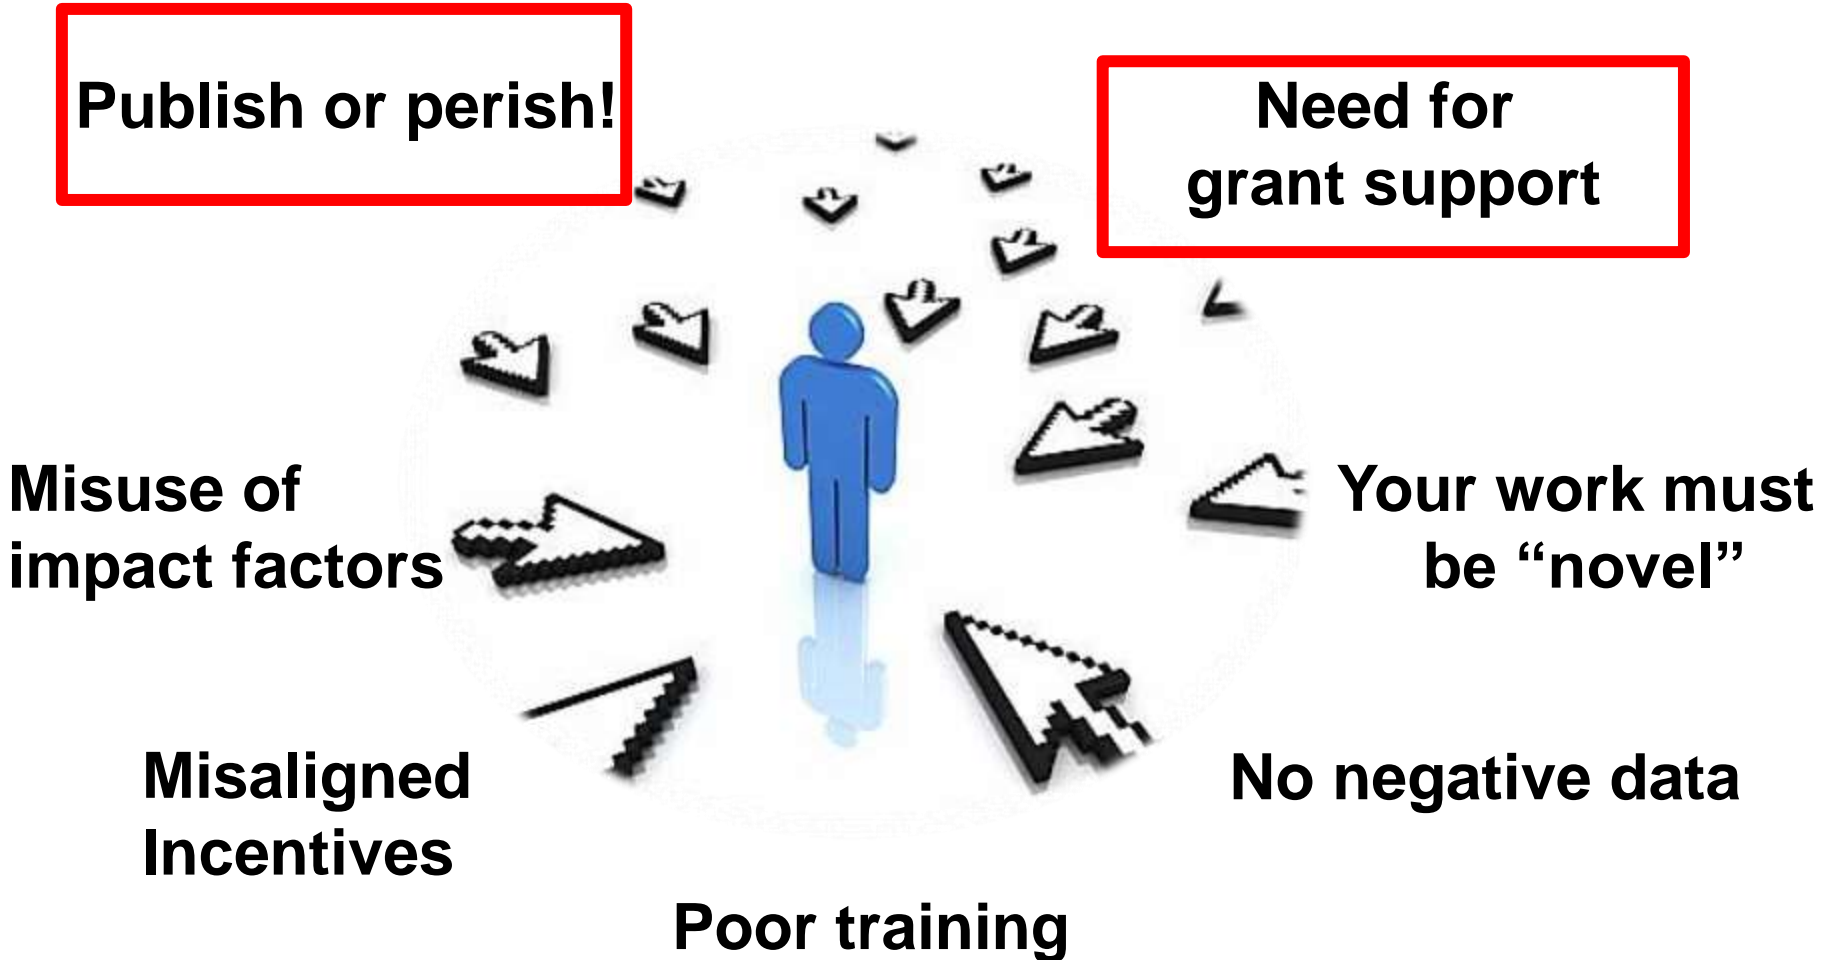 Publish or perish!
Need for
grant support
Misuse of
impact factors
Your work must
be “novel”
Misaligned
Incentives
No negative data
Poor training